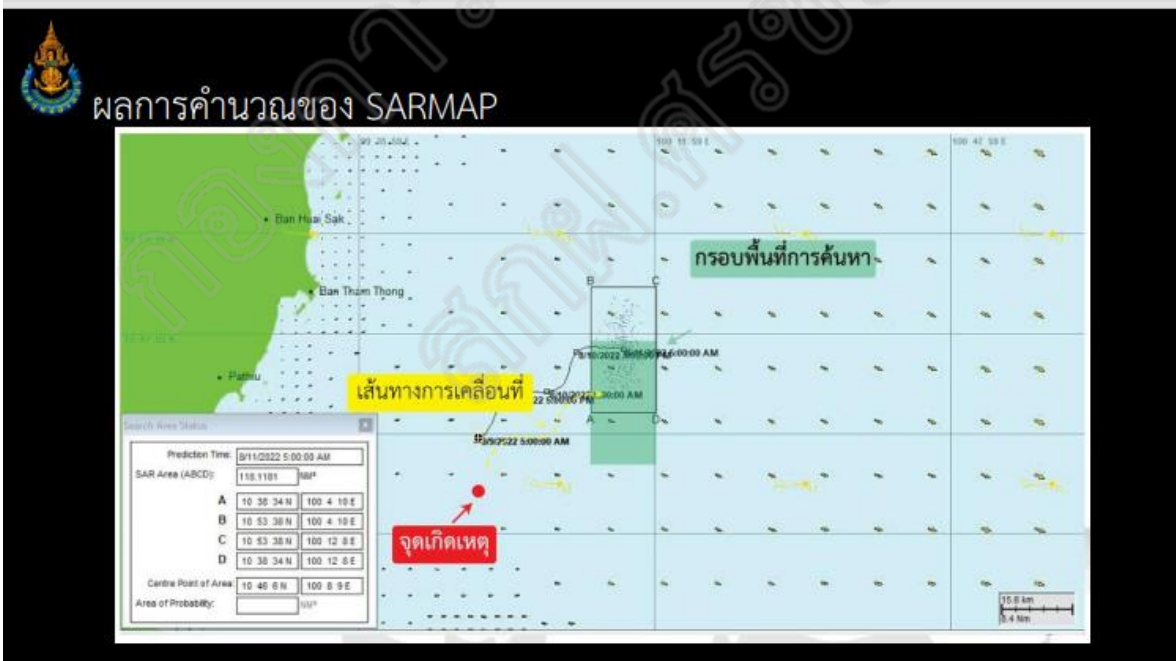 ผลการคำนวณของ SARMAP
Ban Huai Sak
กรอบพื้นที่การค้นหา
Ban Tham Thong
B
C
Pathiu
เส้นทางการเคลื่อนที่
A
D
8/9/2022 5:00:00 AM
จุดเกิดเหตุ
Search Area Status
Prediction Time: 8/11/2022 5:00:00 AM
SAR Area (ABCD): 118.1181 NM²
A 10 38 34 N 100 4 10 E
B 10 53 38 N 100 4 10 E
C 10 53 38 N 100 12 8 E
D 10 38 34 N 100 12 8 E
Centre Point of Area: 10 46 6 N 100 8 9 E
Area of Probability: NM²
15.6 km
8.4 Nm